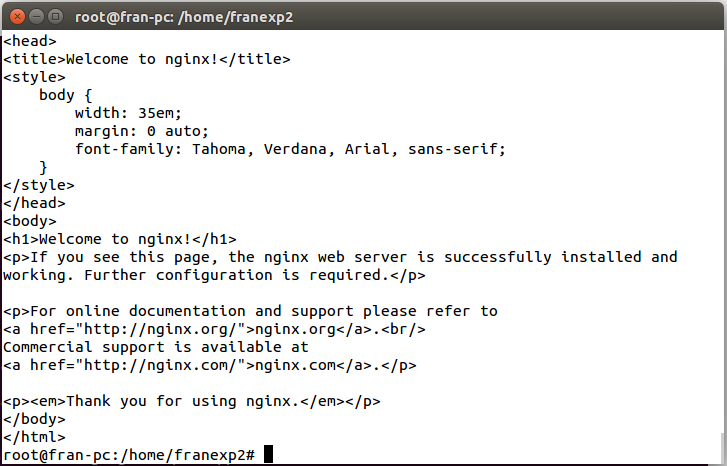 root@fran-pc: /home/franexp2
<head>
<title>Welcome to nginx!</title>
<style>
    body {
        width: 35em;
        margin: 0 auto;
        font-family: Tahoma, Verdana, Arial, sans-serif;
    }
</style>
</head>
<body>
<h1>Welcome to nginx!</h1>
<p>If you see this page, the nginx web server is successfully installed and
working. Further configuration is required.</p>

<p>For online documentation and support please refer to
<a href="http://nginx.org/">nginx.org</a>.<br/>
Commercial support is available at
<a href="http://nginx.com/">nginx.com</a>.</p>

<p><em>Thank you for using nginx.</em></p>
</body>
</html>
root@fran-pc:/home/franexp2#